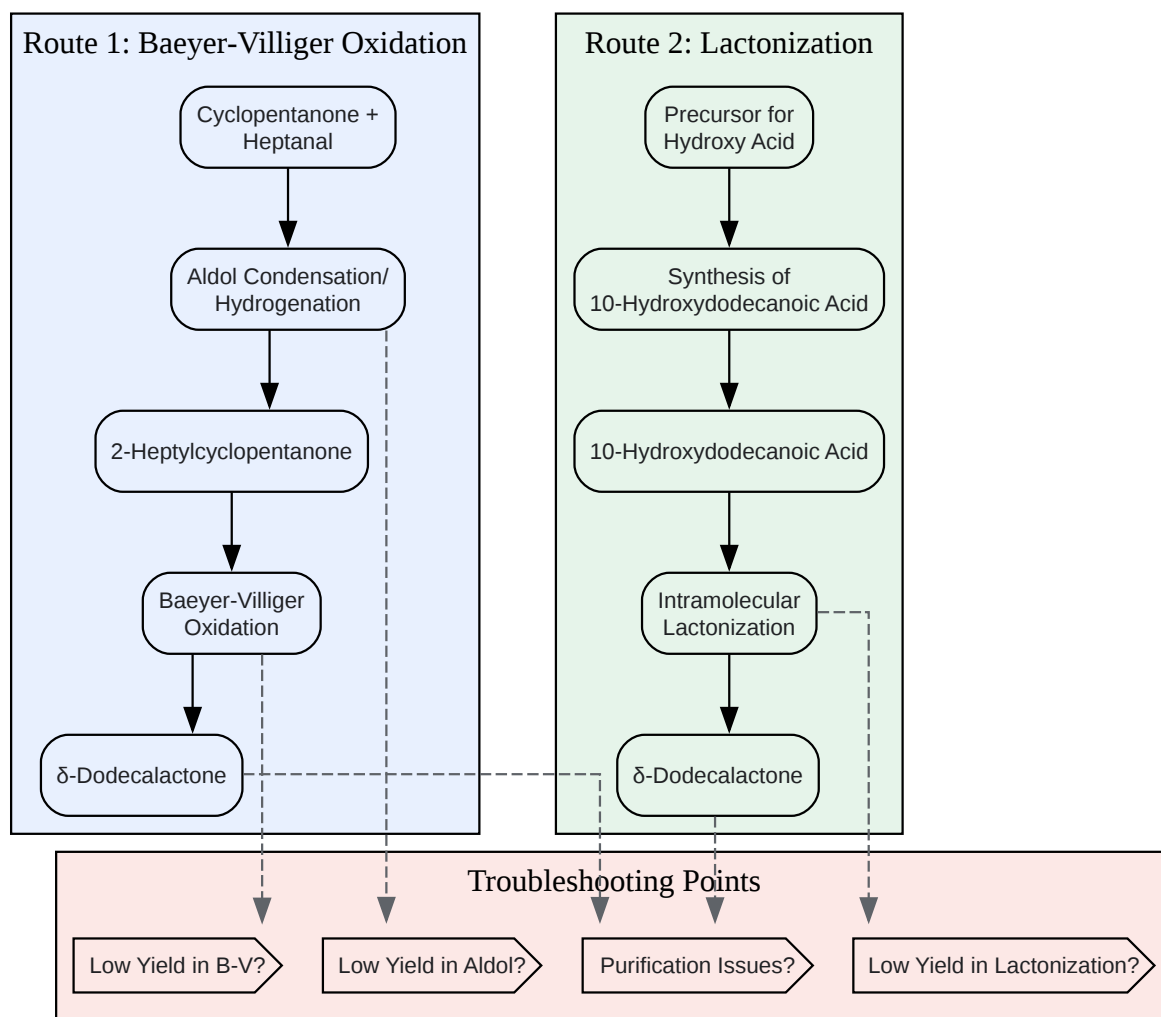 Route 1: Baeyer-Villiger Oxidation
Cyclopentanone +
Heptanal
Aldol Condensation/
Hydrogenation
2-Heptylcyclopentanone
Baeyer-Villiger
Oxidation
δ-Dodecalactone
Route 2: Lactonization
Precursor for
Hydroxy Acid
Synthesis of
10-Hydroxydodecanoic Acid
10-Hydroxydodecanoic Acid
Intramolecular
Lactonization
δ-Dodecalactone
Troubleshooting Points
Low Yield in B-V?
Low Yield in Aldol?
Purification Issues?
Low Yield in Lactonization?